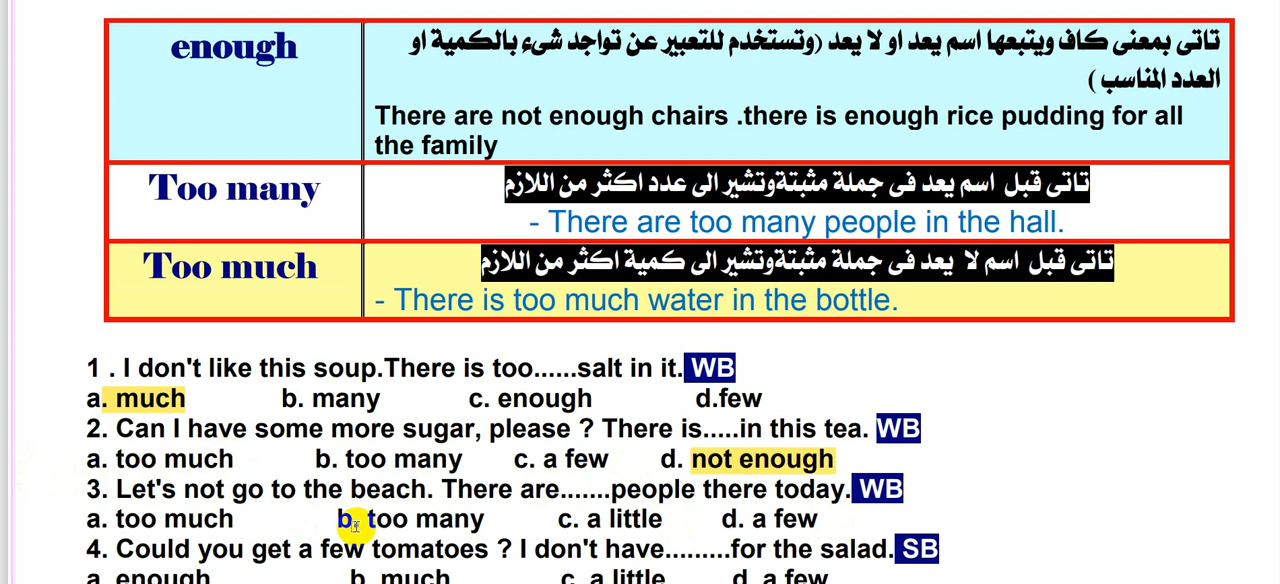 enough
تاتى بمعنى كاف ويتبعها اسم يعد او لا يعد (وتستخدم للتعبير عن تواجد شىء بالكمية او
العدد المناسب )
There are not enough chairs .there is enough rice pudding for all
the family
Too many
تاتى قبل اسم يعد فى جملة مثبتةوتشير الى عدد اكثر من اللازم
- There are too many people in the hall.
Too much
تاتى قبل اسم لا يعد فى جملة مثبتةوتشير الى كمية اكثر من اللازم
- There is too much water in the bottle.
1 . I don't like this soup.There is too......salt in it. WB
a. much b. many c. enough d.few
2. Can I have some more sugar, please ? There is.....in this tea. WB
a. too much b. too many c. a few d. not enough
3. Let's not go to the beach. There are.......people there today. WB
a. too much b. too many c. a little d. a few
4. Could you get a few tomatoes ? I don't have.........for the salad. SB
a. enough b. much c. a little d. a few